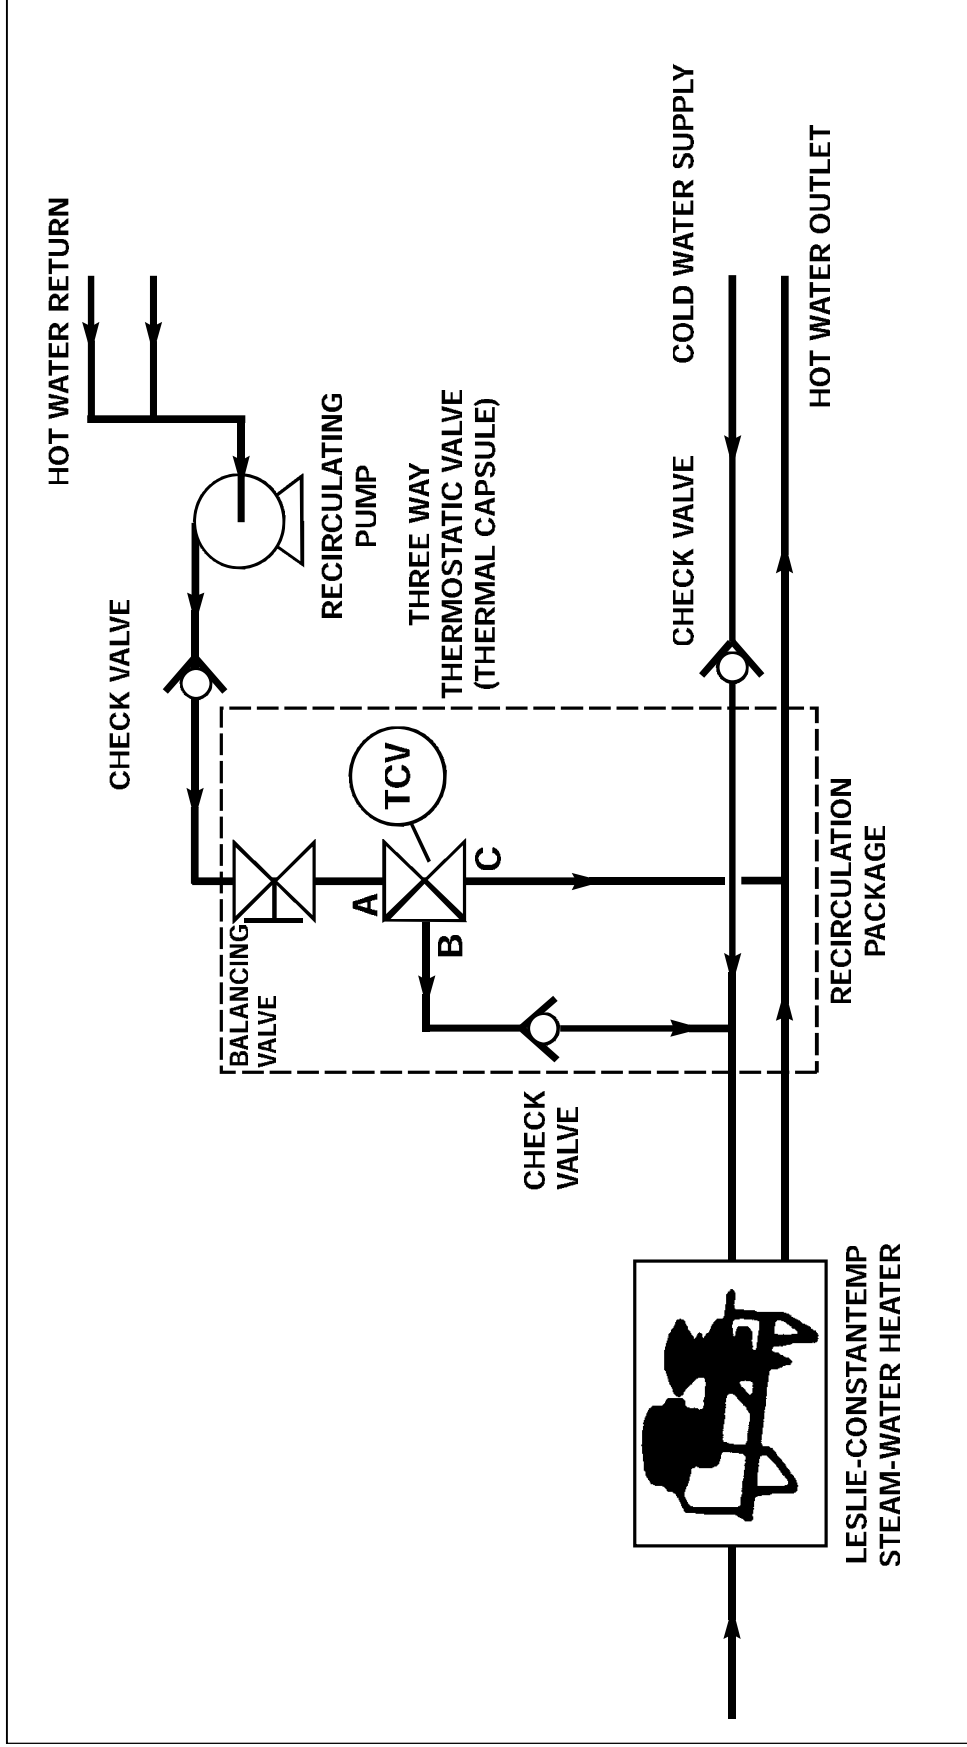 HOT WATER RETURN
CHECK VALVE
RECIRCULATING
PUMP
THREE WAY
THERMOSTATIC VALVE
(THERMAL CAPSULE)
COLD WATER SUPPLY
CHECK VALVE
HOT WATER OUTLET
BALANCING
VALVE
TCV
A
B
C
CHECK
VALVE
RECIRCULATION
PACKAGE
LESLIE-CONSTANTEMP
STEAM-WATER HEATER